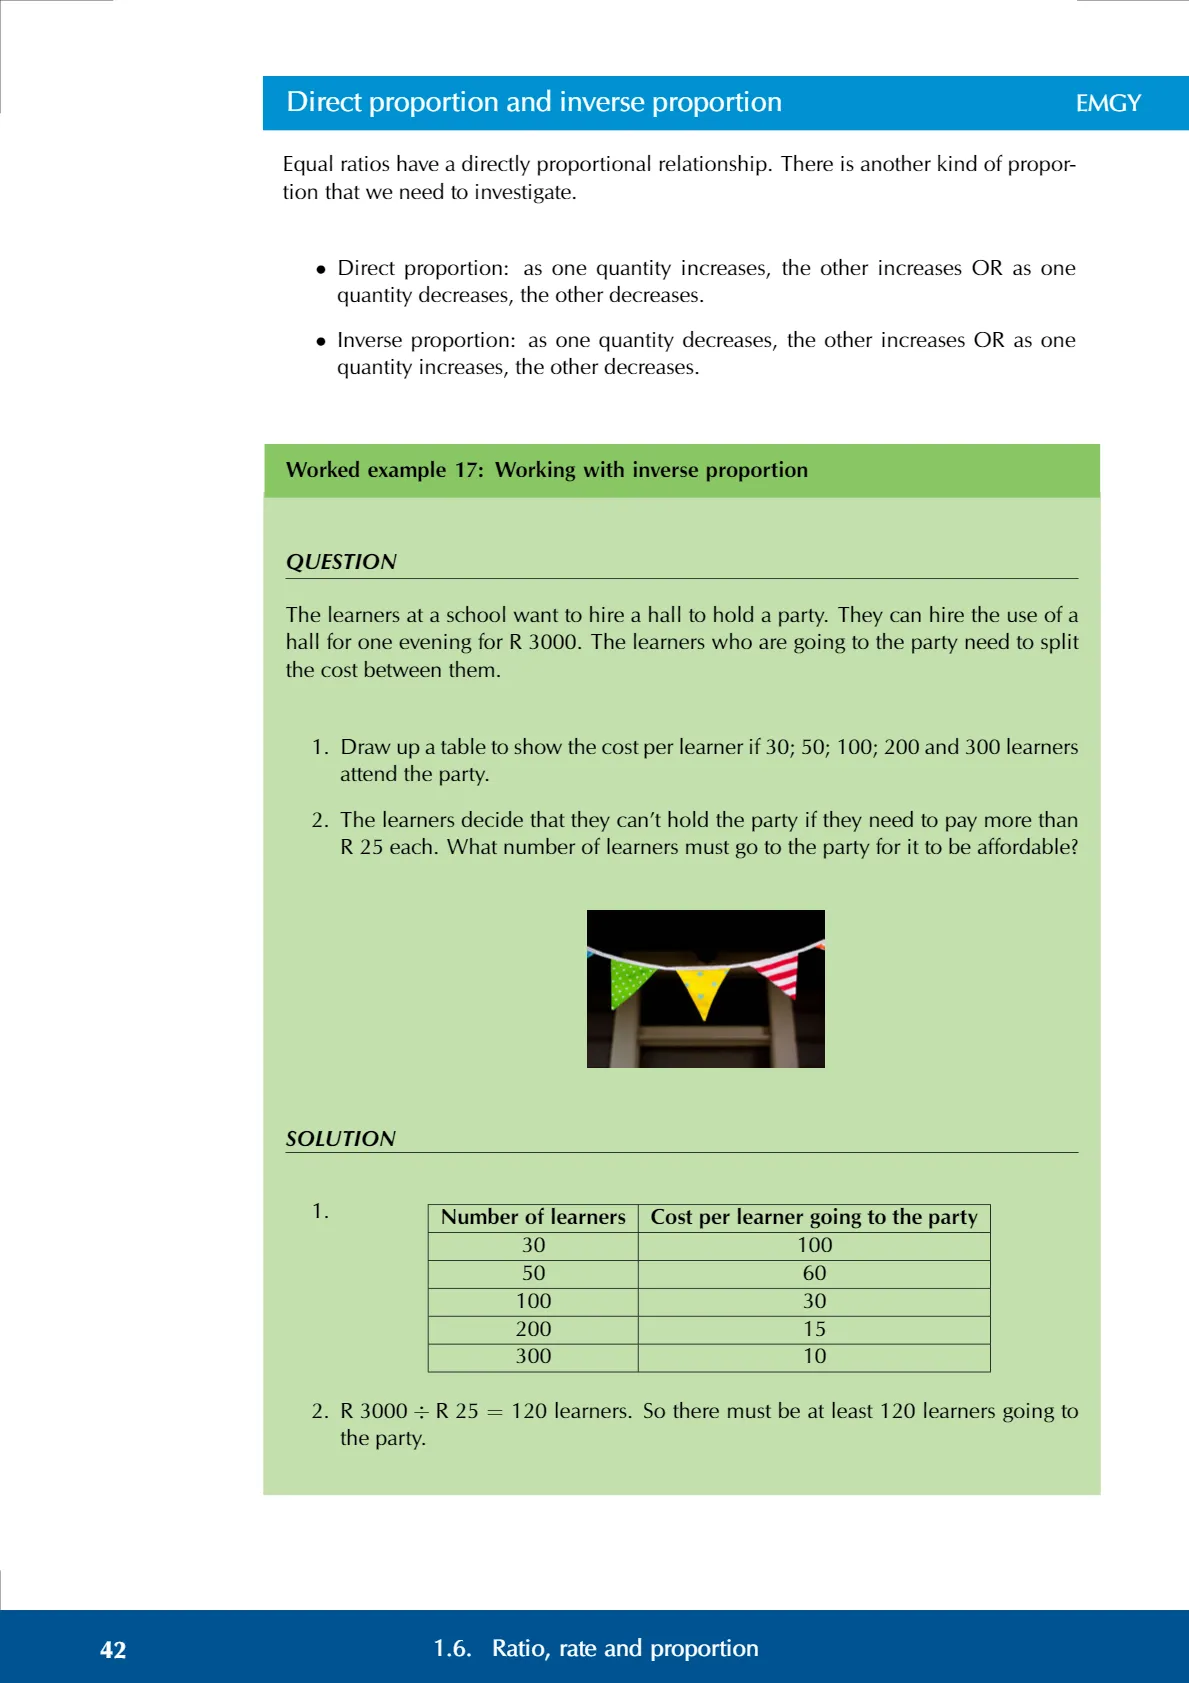 Direct proportion and inverse proportion EMGY
Equal ratios have a directly proportional relationship. There is another kind of propor-
tion that we need to investigate.
• Direct proportion: as one quantity increases, the other increases OR as one
quantity decreases, the other decreases.
• Inverse proportion: as one quantity decreases, the other increases OR as one
quantity increases, the other decreases.
Worked example 17: Working with inverse proportion
QUESTION
The learners at a school want to hire a hall to hold a party. They can hire the use of a
hall for one evening for R 3000. The learners who are going to the party need to split
the cost between them.
1. Draw up a table to show the cost per learner if 30; 50; 100; 200 and 300 learners
attend the party.
2. The learners decide that they can’t hold the party if they need to pay more than
R 25 each. What number of learners must go to the party for it to be affordable?
SOLUTION
1.
Number of learners Cost per learner going to the party
30 100
50 60
100 30
200 15
300 10
2. R 3000 ÷ R 25 = 120 learners. So there must be at least 120 learners going to
the party.
42 1.6. Ratio, rate and proportion